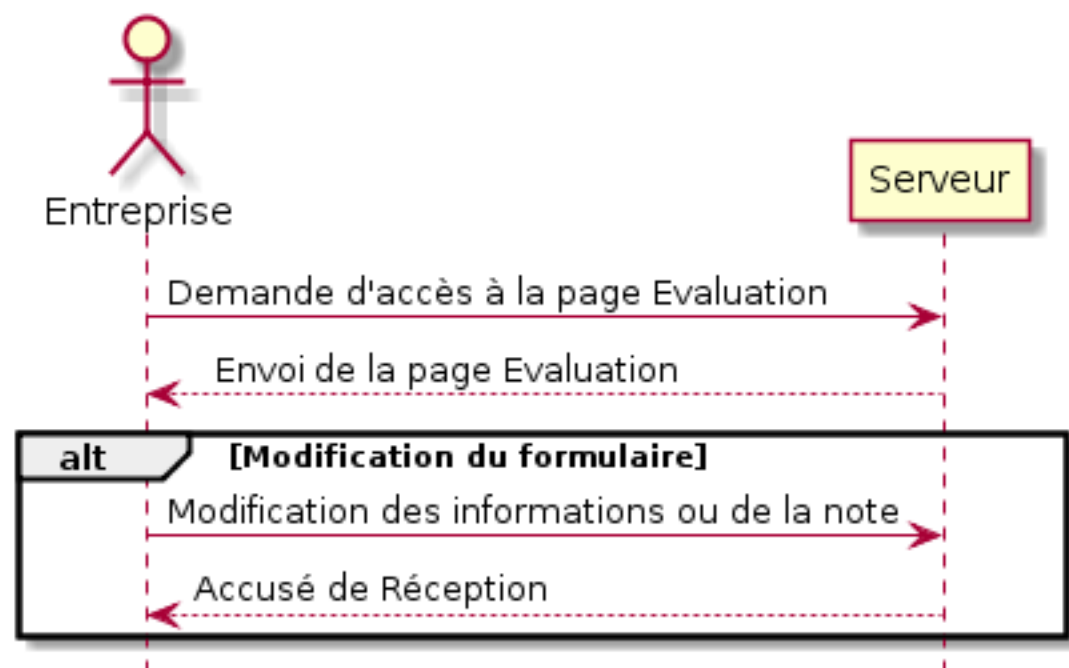 Entreprise
Serveur
Demande d'accès à la page Evaluation
Envoi de la page Evaluation
alt [Modification du formulaire]
Modification des informations ou de la note
Accusé de Réception